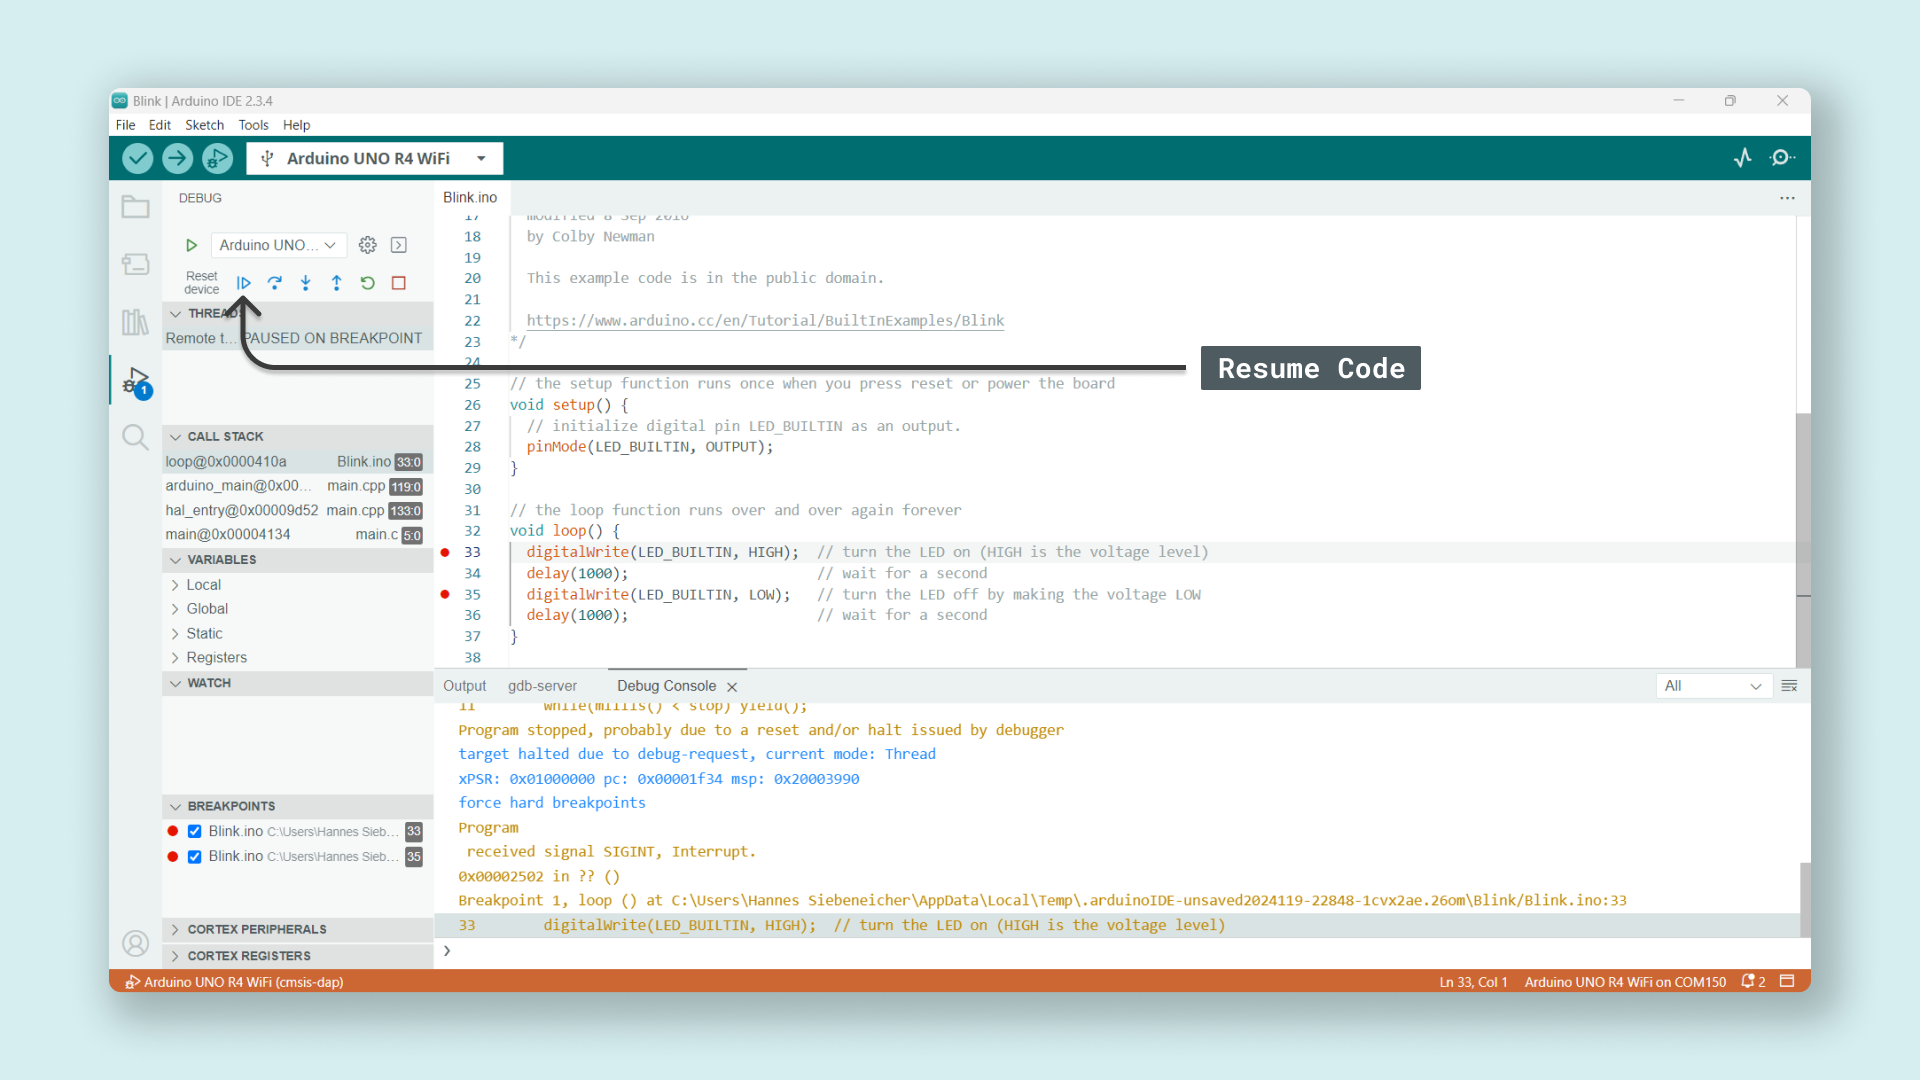 Blink | Arduino IDE 2.3.4
File Edit Sketch Tools Help
Arduino UNO R4 WiFi
DEBUG
Arduino UNO...
Reset
device
THREADS
Remote t... PAUSED ON BREAKPOINT
1
CALL STACK
loop@0x0000410a Blink.ino 33:0
arduino_main@0x00... main.cpp 119:0
hal_entry@0x00009d52 main.cpp 133:0
main@0x00004134 main.c 5:0
VARIABLES
Local
Global
Static
Registers
WATCH
BREAKPOINTS
Blink.ino C:\Users\Hannes Sieb... 33
Blink.ino C:\Users\Hannes Sieb... 35
CORTEX PERIPHERALS
CORTEX REGISTERS
Blink.ino
17 modified 8 Sep 2016
18 by Colby Newman
19
20 This example code is in the public domain.
21
22 https://www.arduino.cc/en/Tutorial/BuiltInExamples/Blink
23 */
24
25 // the setup function runs once when you press reset or power the board
26 void setup() {
27 // initialize digital pin LED_BUILTIN as an output.
28 pinMode(LED_BUILTIN, OUTPUT);
29 }
30
31 // the loop function runs over and over again forever
32 void loop() {
33 digitalWrite(LED_BUILTIN, HIGH); // turn the LED on (HIGH is the voltage level)
34 delay(1000); // wait for a second
35 digitalWrite(LED_BUILTIN, LOW); // turn the LED off by making the voltage LOW
36 delay(1000); // wait for a second
37 }
38
Resume Code
Output gdb-server Debug Console All
11 while(millis() < stop) yield();
Program stopped, probably due to a reset and/or halt issued by debugger
target halted due to debug-request, current mode: Thread
xPSR: 0x01000000 pc: 0x00001f34 msp: 0x20003990
force hard breakpoints
Program
received signal SIGINT, Interrupt.
0x00002502 in ?? ()
Breakpoint 1, loop () at C:\Users\Hannes Siebeneicher\AppData\Local\Temp\.arduinoIDE-unsaved2024119-22848-1cvx2ae.26om\Blink/Blink.ino:33
33 digitalWrite(LED_BUILTIN, HIGH); // turn the LED on (HIGH is the voltage level)
Arduino UNO R4 WiFi (cmsis-dap)
Ln 33, Col 1 Arduino UNO R4 WiFi on COM150 2